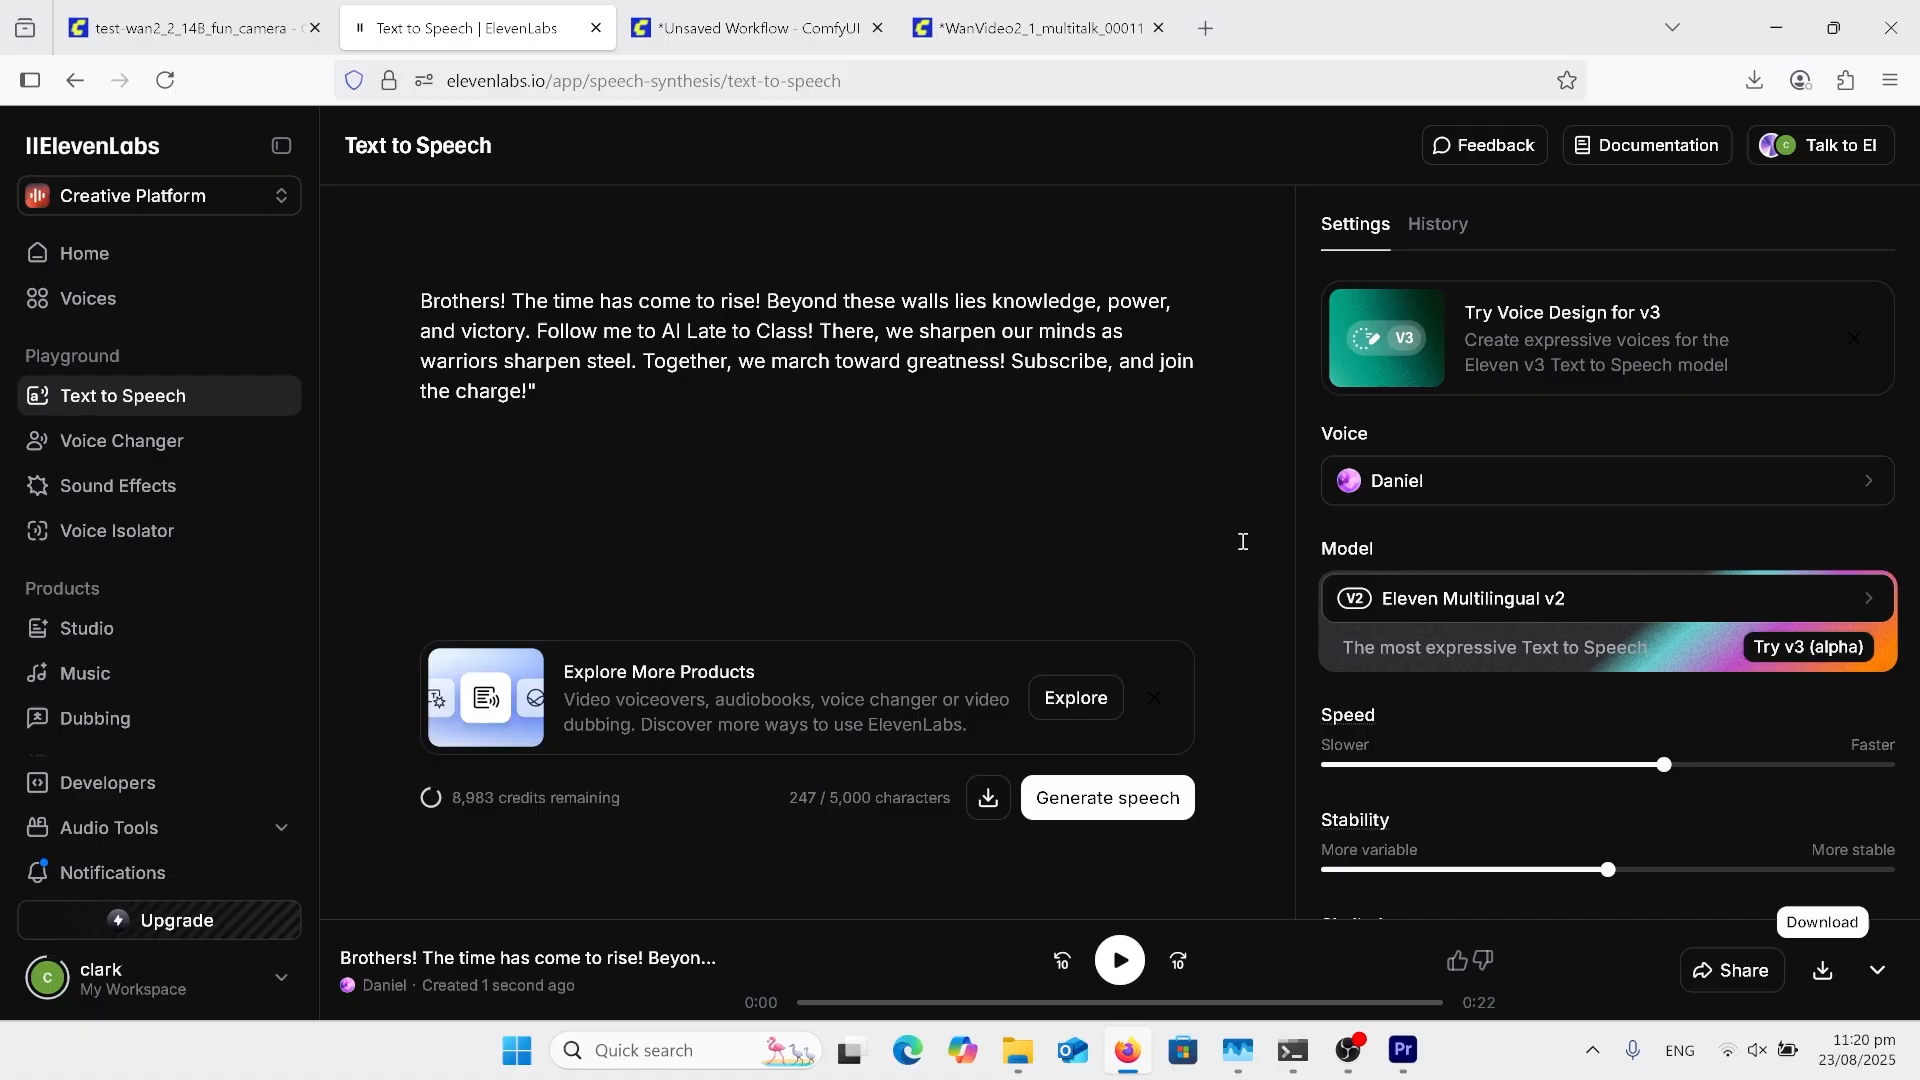 test-wan2_2_14B_fun_camera -
Text to Speech | ElevenLabs
*Unsaved Workflow - ComfyUI
*WanVideo2_1_multitalk_00011
elevenlabs.io/app/speech-synthesis/text-to-speech
IIElevenLabs
Text to Speech
Feedback
Documentation
Talk to El
Creative Platform
Home
Voices
Playground
Text to Speech
Voice Changer
Sound Effects
Voice Isolator
Products
Studio
Music
Dubbing
Developers
Audio Tools
Notifications
Upgrade
C
clark
My Workspace
Brothers! The time has come to rise! Beyond these walls lies knowledge, power,
and victory. Follow me to AI Late to Class! There, we sharpen our minds as
warriors sharpen steel. Together, we march toward greatness! Subscribe, and join
the charge!"
Explore More Products
Video voiceovers, audiobooks, voice changer or video
dubbing. Discover more ways to use ElevenLabs.
Explore
8,983 credits remaining
247 / 5,000 characters
Generate speech
Settings
History
V3
Try Voice Design for v3
Create expressive voices for the
Eleven v3 Text to Speech model
Voice
Daniel
Model
V2 Eleven Multilingual v2
The most expressive Text to Speech
Try v3 (alpha)
Speed
Slower
Faster
Stability
More variable
More stable
Download
Brothers! The time has come to rise! Beyon...
Daniel · Created 1 second ago
10
10
0:00
0:22
Share
Quick search
Pr
ENG
11:20 pm
23/08/2025